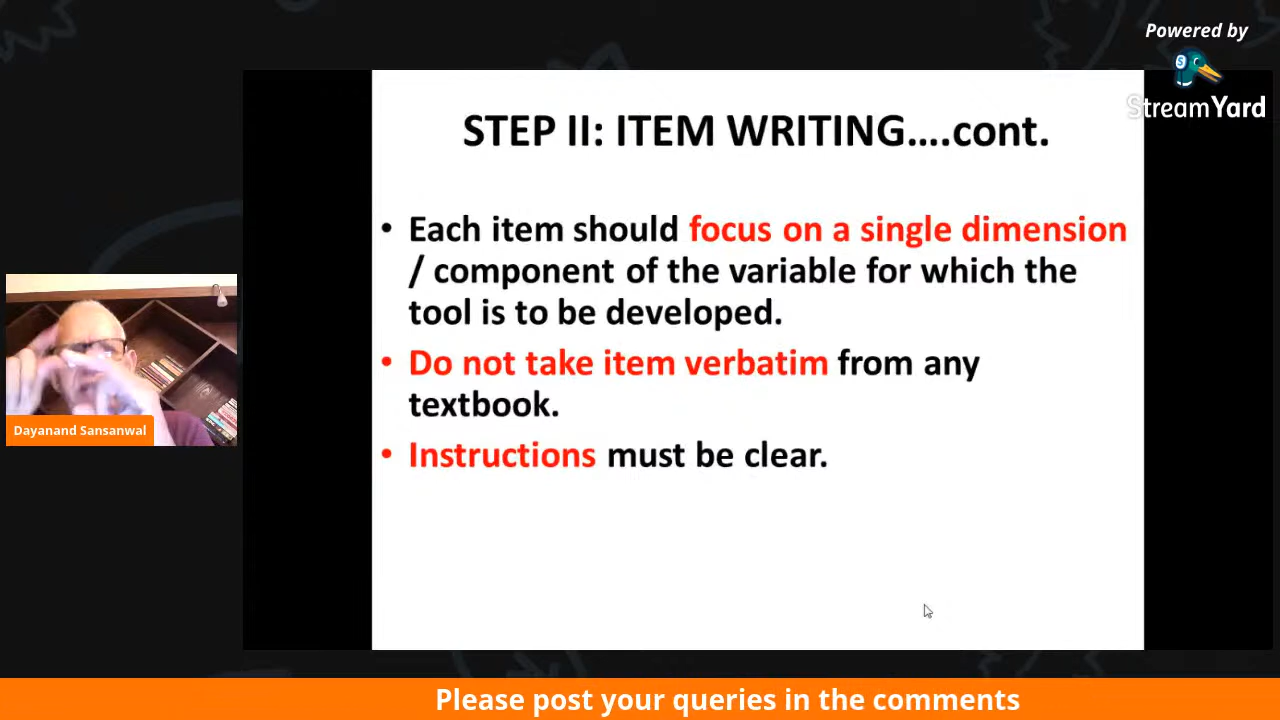 Powered by
StreamYard
STEP II: ITEM WRITING....cont.
• Each item should focus on a single dimension
/ component of the variable for which the
tool is to be developed.
• Do not take item verbatim from any
textbook.
• Instructions must be clear.
Dayanand Sansanwal
Please post your queries in the comments